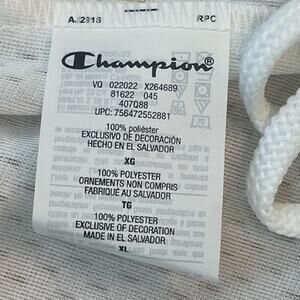 RPC
Champion®
VQ 022022 X264689
81622 045
407Q88
UPC: 756472552881
100% poliéster
EXCLUSIVO DE DECORACIÓN
HECHO EN EL SALVADOR
XG
100% POLYESTER
ORNEMENTS NON COMPRIS
FABRIQUÉ AU SALVADOR
TG
100% POLYESTER
EXCLUSIVE OF DECORATION
MADE IN EL SALVADOR
XL